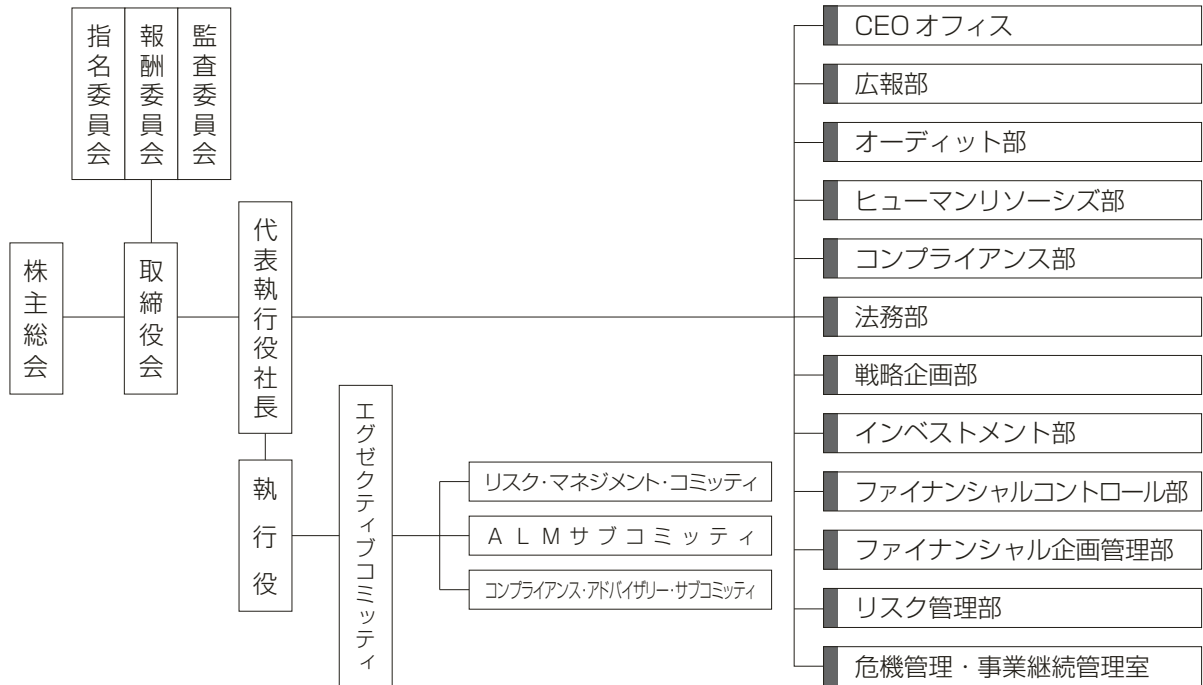 指名委員会
報酬委員会
監査委員会
株主総会
取締役会
代表執行役社長
執行役
エグゼクティブコミッティ
リスク・マネジメント・コミッティ
ALMサブコミッティ
コンプライアンス・アドバイザリー・サブコミッティ
CEOオフィス
広報部
オーディット部
ヒューマンリソーシズ部
コンプライアンス部
法務部
戦略企画部
インベストメント部
ファイナンシャルコントロール部
ファイナンシャル企画管理部
リスク管理部
危機管理・事業継続管理室